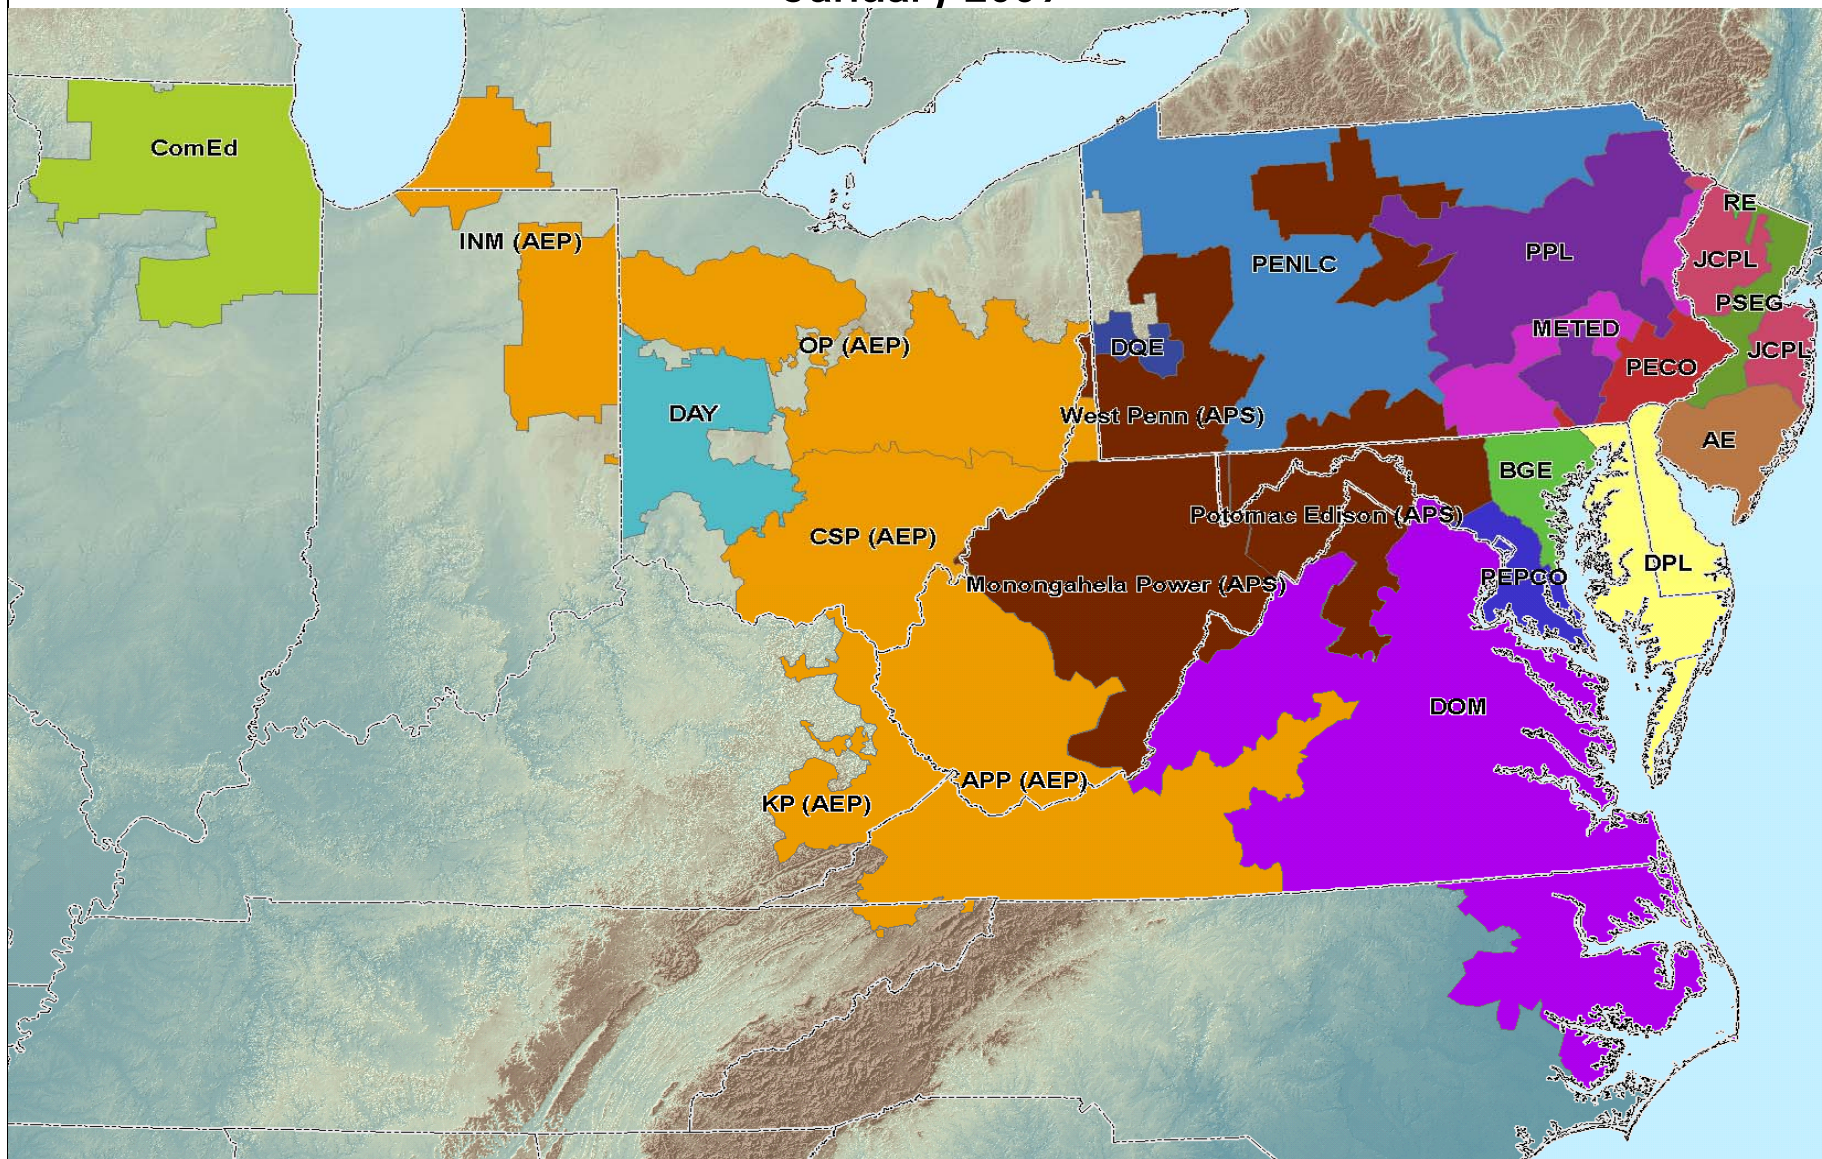 ComEd
INM (AEP)
OP (AEP)
DAY
CSP (AEP)
KP (AEP)
APP (AEP)
DQE
PENLC
West Penn (APS)
Potomac Edison (APS)
Monongahela Power (APS)
PPL
METED
PECO
RE
JCPL
PSEG
JCPL
AE
BGE
PEPCO
DPL
DOM